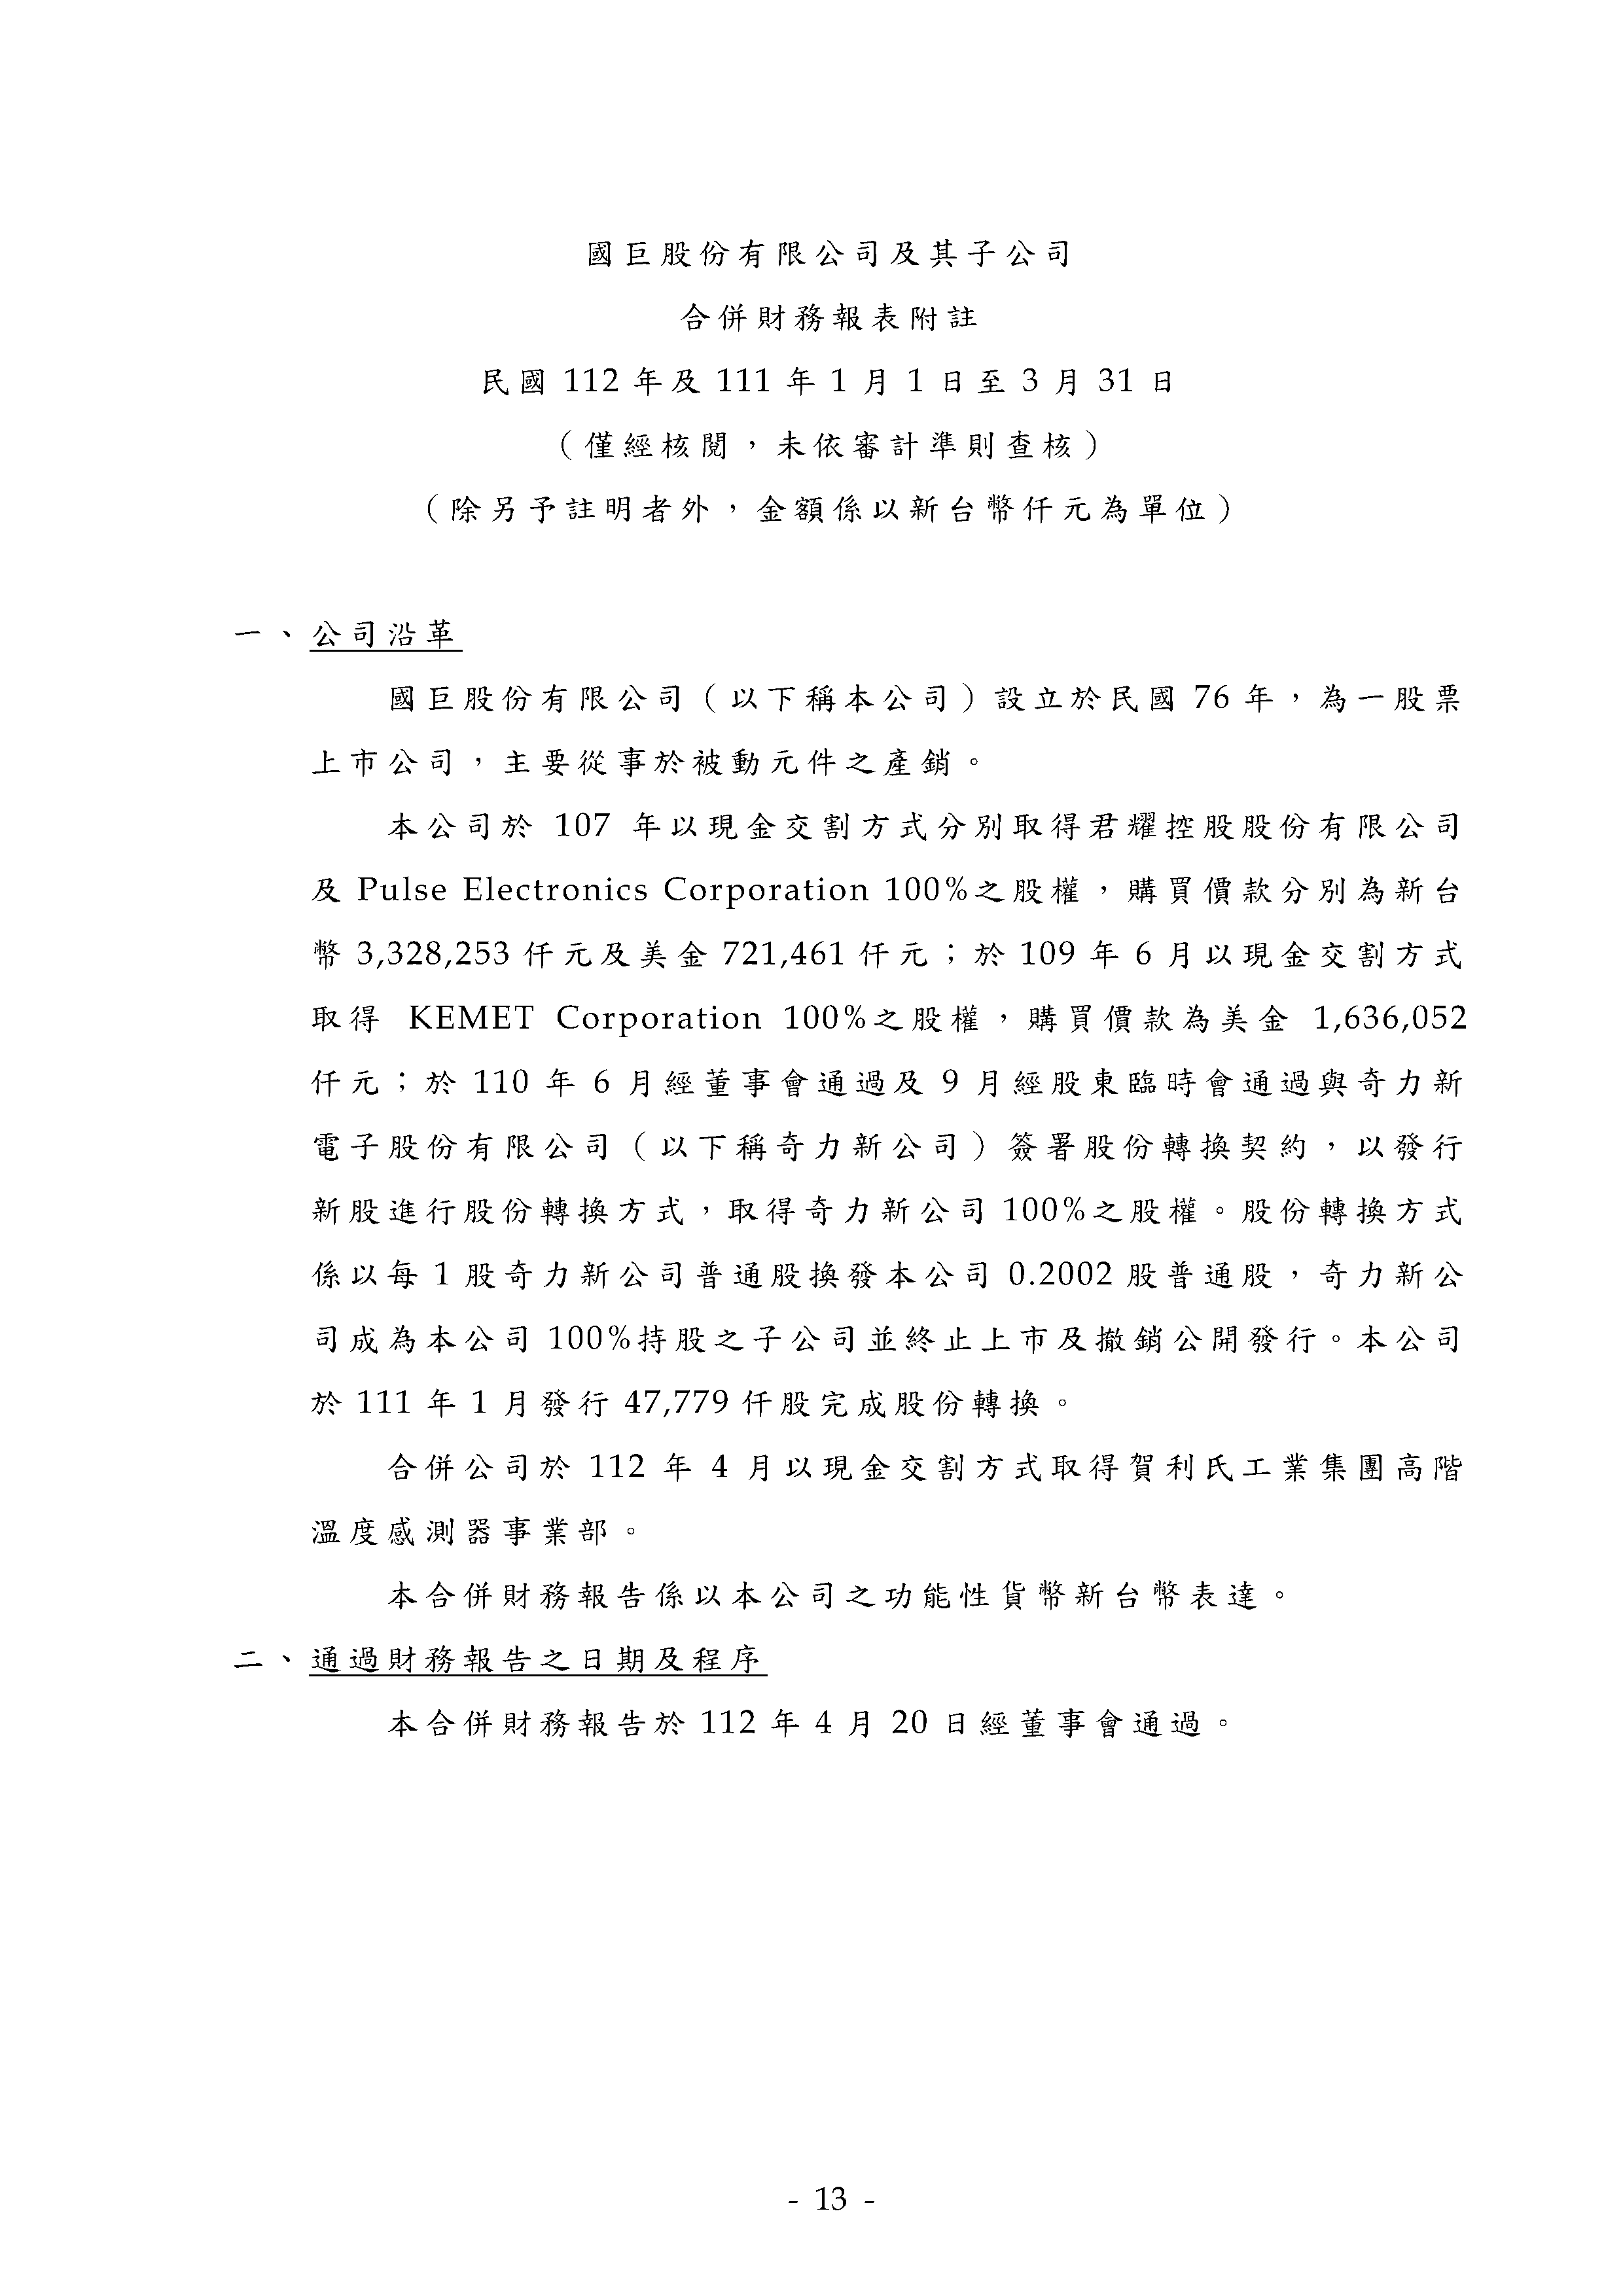 國巨股份有限公司及其子公司
合併財務報表附註
民國 112 年及 111 年 1 月 1 日至 3 月 31 日
（僅經核閱，未依審計準則查核）
（除另予註明者外，金額係以新台幣仟元為單位）
一、公司沿革
國巨股份有限公司（以下稱本公司）設立於民國 76 年，為一股票
上市公司，主要從事於被動元件之產銷。
本公司於 107 年以現金交割方式分別取得君耀控股股份有限公司
及 Pulse Electronics Corporation 100%之股權，購買價款分別為新台
幣 3,328,253 仟元及美金 721,461 仟元；於 109 年 6 月以現金交割方式
取得 KEMET Corporation 100%之股權，購買價款為美金 1,636,052
仟元；於 110 年 6 月經董事會通過及 9 月經股東臨時會通過與奇力新
電子股份有限公司（以下稱奇力新公司）簽署股份轉換契約，以發行
新股進行股份轉換方式，取得奇力新公司 100%之股權。股份轉換方式
係以每 1 股奇力新公司普通股換發本公司 0.2002 股普通股，奇力新公
司成為本公司 100%持股之子公司並終止上市及撤銷公開發行。本公司
於 111 年 1 月發行 47,779 仟股完成股份轉換。
合併公司於 112 年 4 月以現金交割方式取得賀利氏工業集團高階
溫度感測器事業部。
本合併財務報告係以本公司之功能性貨幣新台幣表達。
二、通過財務報告之日期及程序
本合併財務報告於 112 年 4 月 20 日經董事會通過。
- 13 -